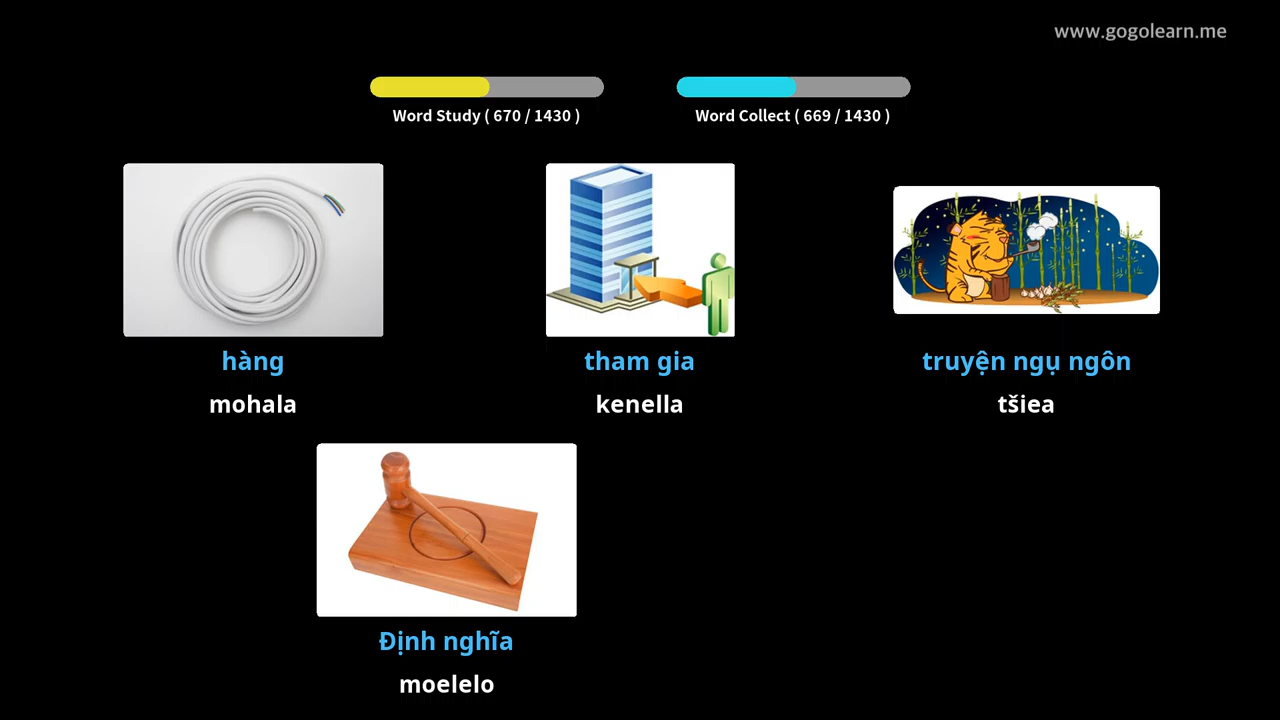 www.gogolearn.me
Word Study ( 670 / 1430 )
Word Collect ( 669 / 1430 )
hàng
mohala
tham gia
kenella
truyện ngụ ngôn
tšiea
Định nghĩa
moelelo